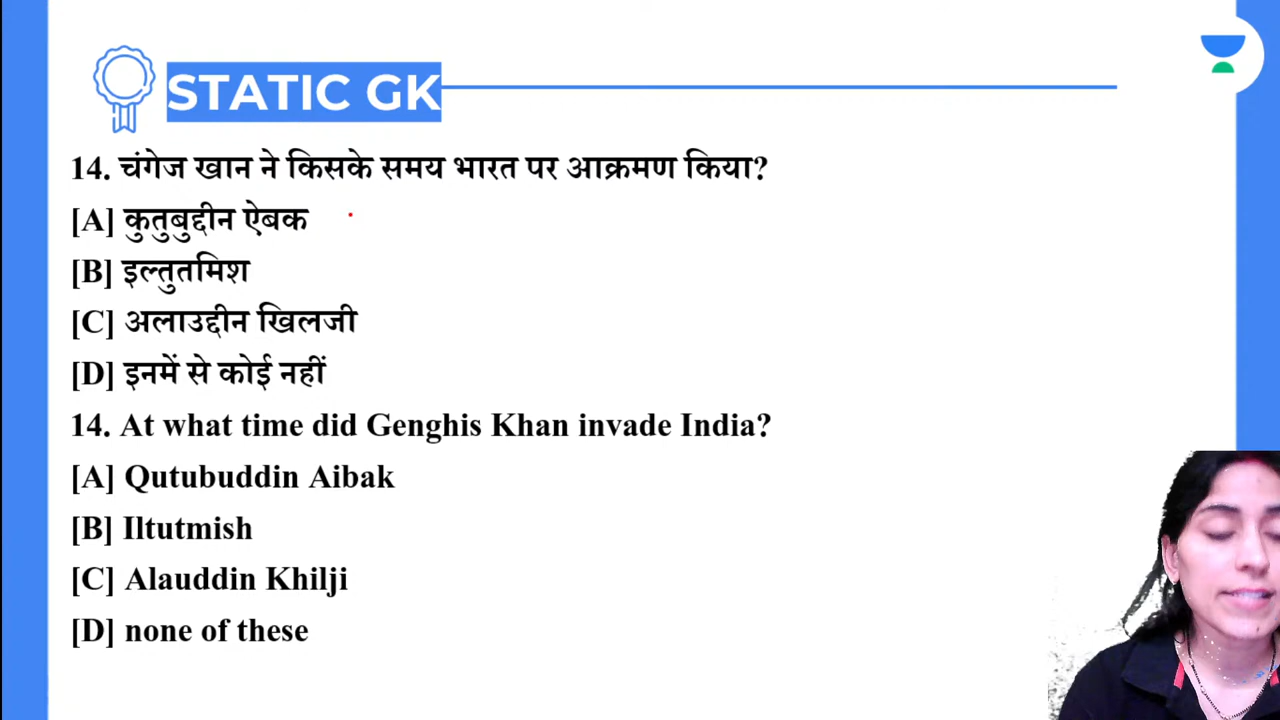 STATIC GK
14. चंगेज खान ने किसके समय भारत पर आक्रमण किया?
[A] कुतुबुद्दीन ऐबक
[B] इल्तुतमिश
[C] अलाउद्दीन खिलजी
[D] इनमें से कोई नहीं
14. At what time did Genghis Khan invade India?
[A] Qutubuddin Aibak
[B] Iltutmish
[C] Alauddin Khilji
[D] none of these